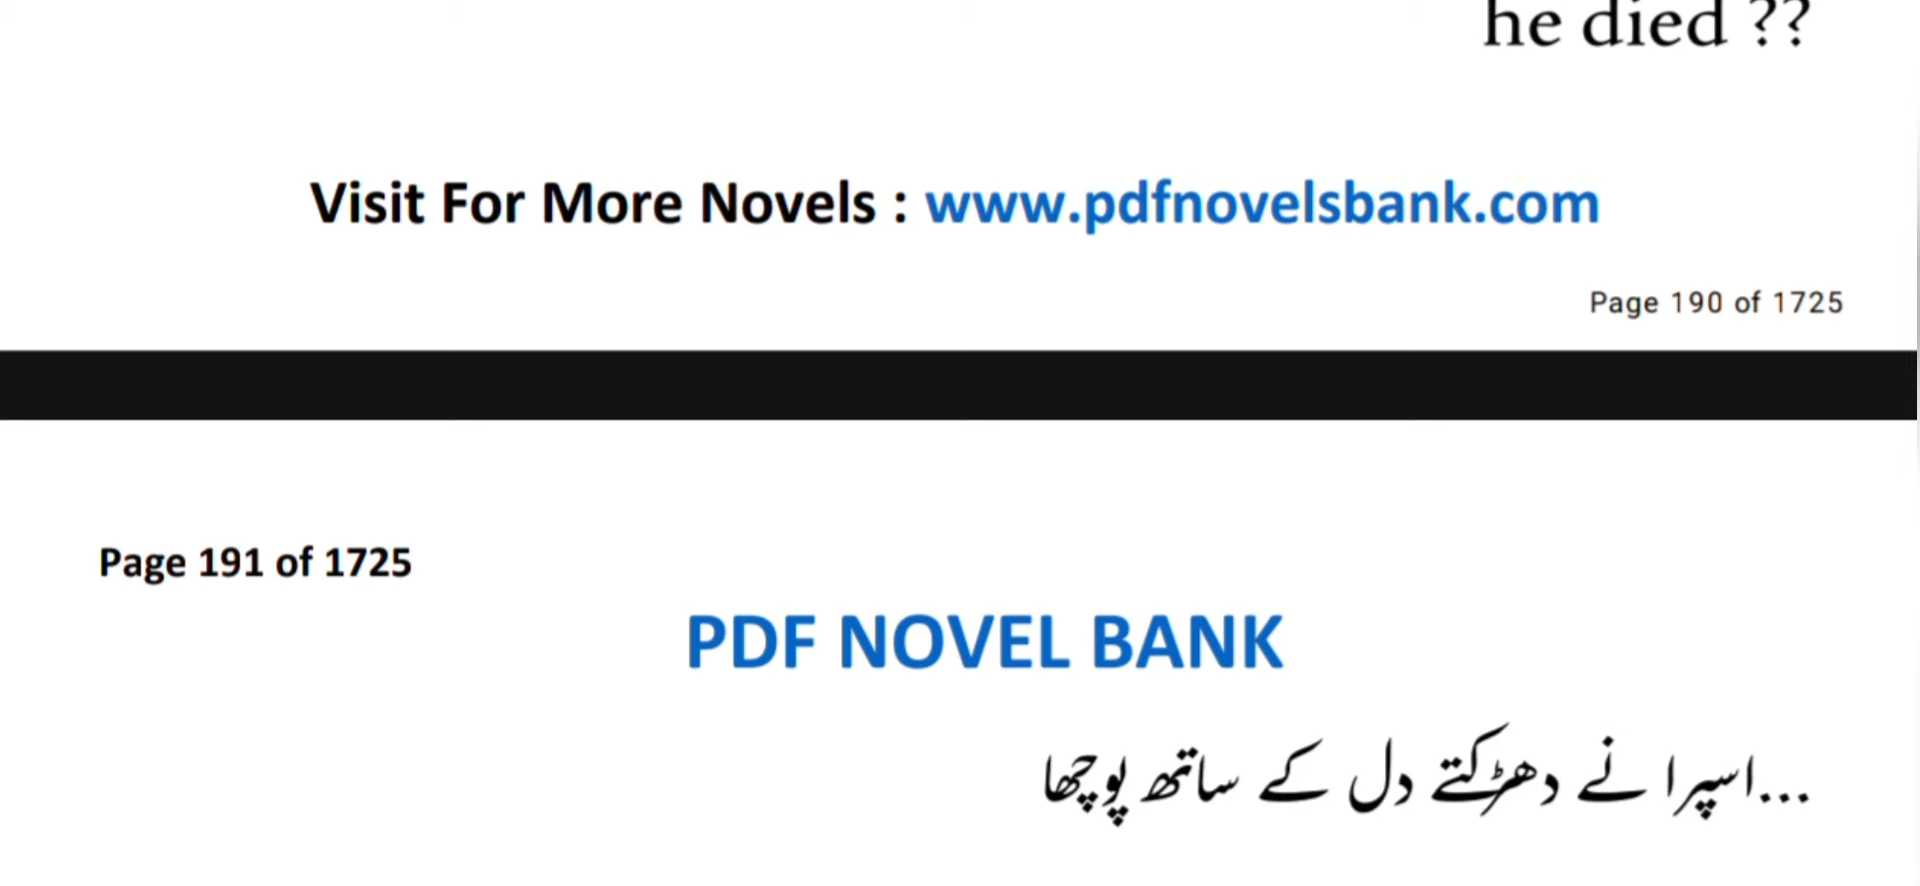 he died ??
Visit For More Novels : www.pdfnovelsbank.com
Page 190 of 1725
Page 191 of 1725
PDF NOVEL BANK
...اسپرا نے دھڑکتے دل کے ساتھ پوچھا